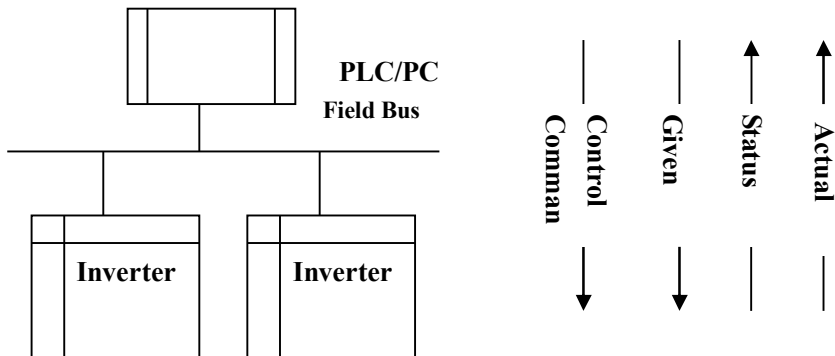 PLC/PC
Field Bus
Inverter
Inverter
Control
Comman
Given
Status
Actual